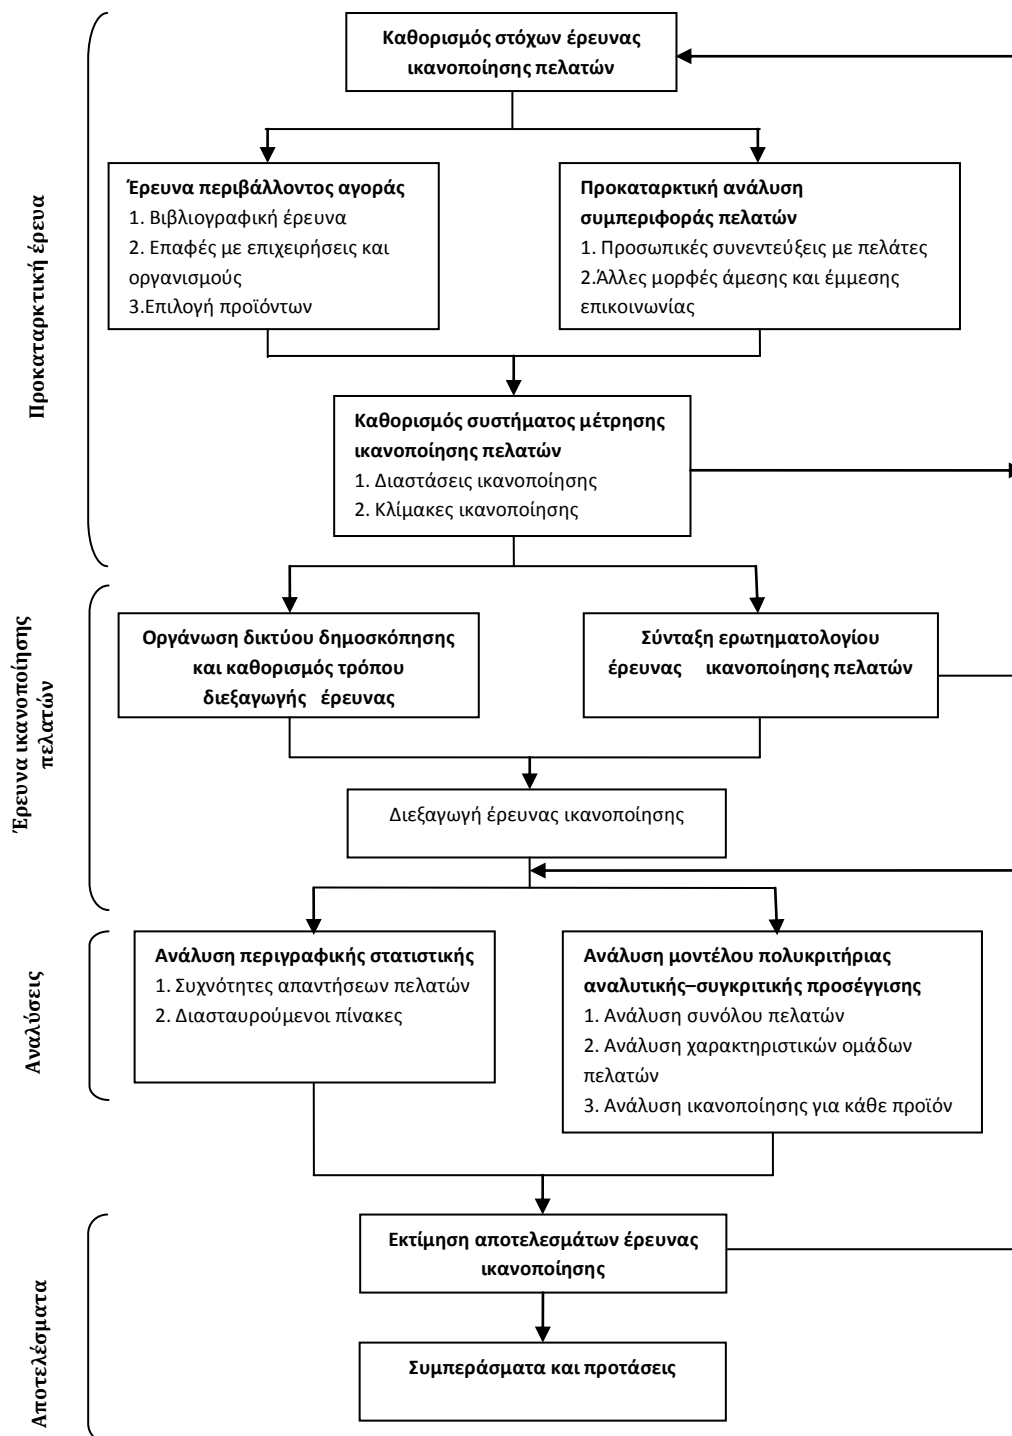 Καθορισμός στόχων έρευνας
ικανοποίησης πελατών
Προκαταρκτική έρευα
Έρευνα περιβάλλοντος αγοράς
1. Βιβλιογραφική έρευνα
2. Επαφές με επιχειρήσεις και
οργανισμούς
3.Επιλογή προϊόντων
Προκαταρκτική ανάλυση
συμπεριφοράς πελατών
1. Προσωπικές συνεντεύξεις με πελάτες
2.Άλλες μορφές άμεσης και έμμεσης
επικοινωνίας
Καθορισμός συστήματος μέτρησης
ικανοποίησης πελατών
1. Διαστάσεις ικανοποίησης
2. Κλίμακες ικανοποίησης
Έρευνα ικανοποίησης
πελατών
Οργάνωση δικτύου δημοσκόπησης
και καθορισμός τρόπου
διεξαγωγής έρευνας
Σύνταξη ερωτηματολογίου
έρευνας ικανοποίησης πελατών
Διεξαγωγή έρευνας ικανοποίησης
Αναλύσεις
Ανάλυση περιγραφικής στατιστικής
1. Συχνότητες απαντήσεων πελατών
2. Διασταυρούμενοι πίνακες
Ανάλυση μοντέλου πολυκριτήριας
αναλυτικής–συγκριτικής προσέγγισης
1. Ανάλυση συνόλου πελατών
2. Ανάλυση χαρακτηριστικών ομάδων
πελατών
3. Ανάλυση ικανοποίησης για κάθε προϊόν
Αποτελέσματα
Εκτίμηση αποτελεσμάτων έρευνας
ικανοποίησης
Συμπεράσματα και προτάσεις